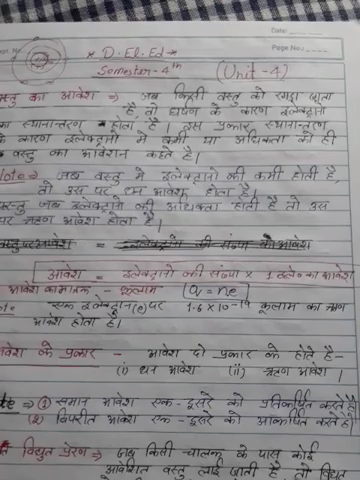 Date:
Page No.:
* D.El.Ed *
Semester-4th (Unit-4)
का आवेश ⇒ जब किसी वस्तु को रगड़ा जाता
है, तो घर्षण के कारण इलेक्ट्रानों
का स्थानान्तरण होता है। इस प्रकार स्थानान्तरण
के कारण इलेक्ट्रानों में कमी या अधिकता को ही
वस्तु का आवेशन कहते है।
Note ⇒ जब वस्तु में इलेक्ट्रानों की कमी होती है,
तो उस पर धन आवेश होता है।
परन्तु जब इलेक्ट्रानों की अधिकता होती है तो उस
पर ऋण आवेश होता है।
आवेश = इलेक्ट्रानों की संख्या × 1 इले० का आवेश
आवेश का मात्रक - कूलाम Q = ne
एक इलेक्ट्रान(e) पर 1.6 × 10⁻¹⁹ कूलाम का ऋण
आवेश होता है।
आवेश के प्रकार - आवेश दो प्रकार के होते है-
(i) धन आवेश (ii) ऋण आवेश।
⇒ (1) समान आवेश एक-दूसरे को प्रतिकर्षित करते है
(2) विपरीत आवेश एक-दूसरे को आकर्षित करते है।
विद्युत प्रेरण ⇒ जब किसी चालक के पास कोई
आवेशित वस्तु लाई जाती है, तो विद्युत